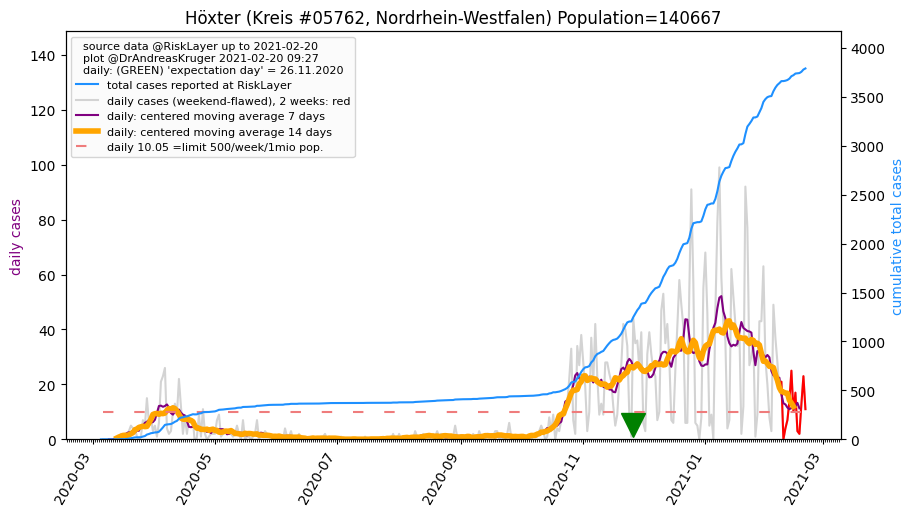 Höxter (Kreis #05762, Nordrhein-Westfalen) Population=140667
source data @RiskLayer up to 2021-02-20
plot @DrAndreasKruger 2021-02-20 09:27
daily: (GREEN) 'expectation day' = 26.11.2020
total cases reported at RiskLayer
daily cases (weekend-flawed), 2 weeks: red
daily: centered moving average 7 days
daily: centered moving average 14 days
daily 10.05 =limit 500/week/1mio pop.
daily cases
140
120
100
80
60
40
20
0
cumulative total cases
4000
3500
3000
2500
2000
1500
1000
500
0
2020-03
2020-05
2020-07
2020-09
2020-11
2021-01
2021-03